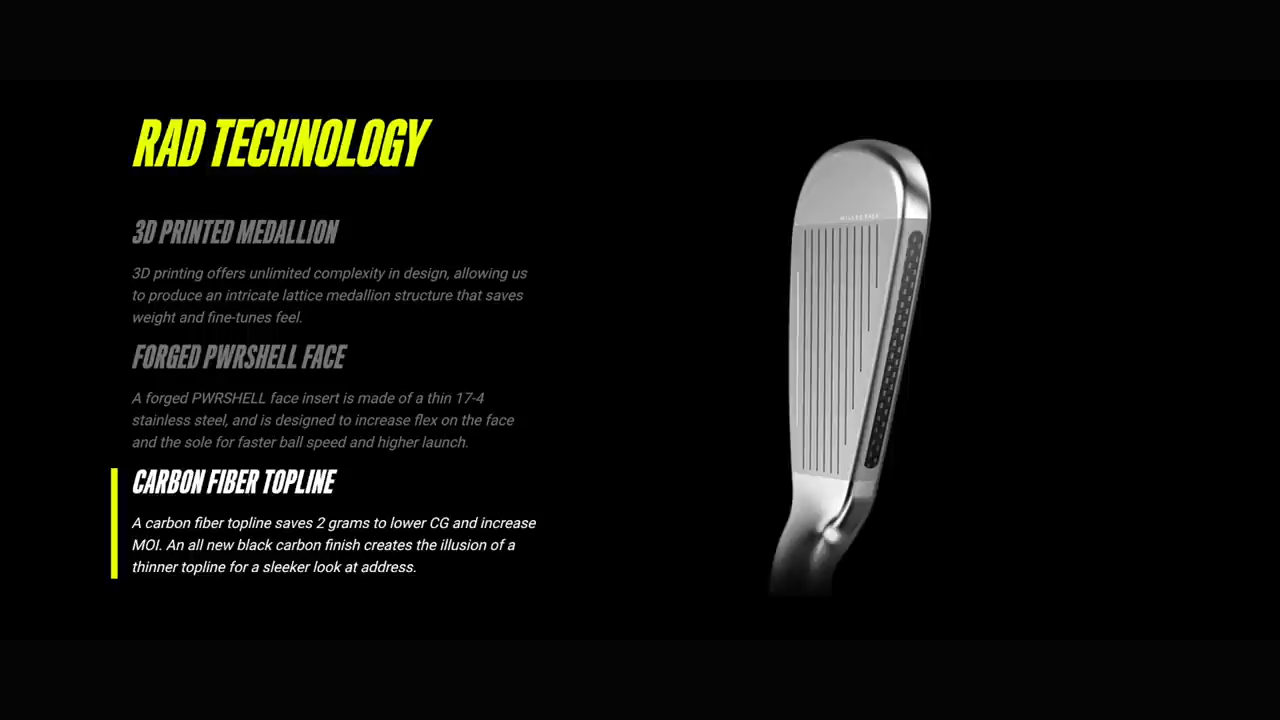 RAD TECHNOLOGY
3D PRINTED MEDALLION
3D printing offers unlimited complexity in design, allowing us
to produce an intricate lattice medallion structure that saves
weight and fine-tunes feel.
FORGED PWRSHELL FACE
A forged PWRSHELL face insert is made of a thin 17-4
stainless steel, and is designed to increase flex on the face
and the sole for faster ball speed and higher launch.
CARBON FIBER TOPLINE
A carbon fiber topline saves 2 grams to lower CG and increase
MOI. An all new black carbon finish creates the illusion of a
thinner topline for a sleeker look at address.
MILLED FACE